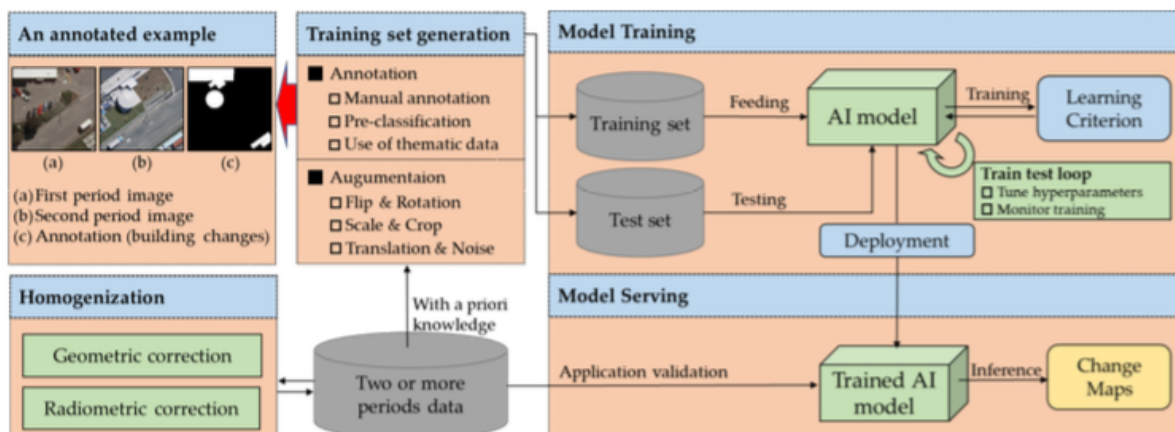 An annotated example
(a)
(b)
(c)
(a) First period image
(b) Second period image
(c) Annotation (building changes)
Training set generation
Annotation
Manual annotation
Pre-classification
Use of thematic data
Augumentaion
Flip & Rotation
Scale & Crop
Translation & Noise
Model Training
Training set
Feeding
AI model
Training
Learning
Criterion
Test set
Testing
Train test loop
Tune hyperparameters
Monitor training
Deployment
Homogenization
Geometric correction
Radiometric correction
With a priori
knowledge
Two or more
periods data
Model Serving
Application validation
Trained AI
model
Inference
Change
Maps